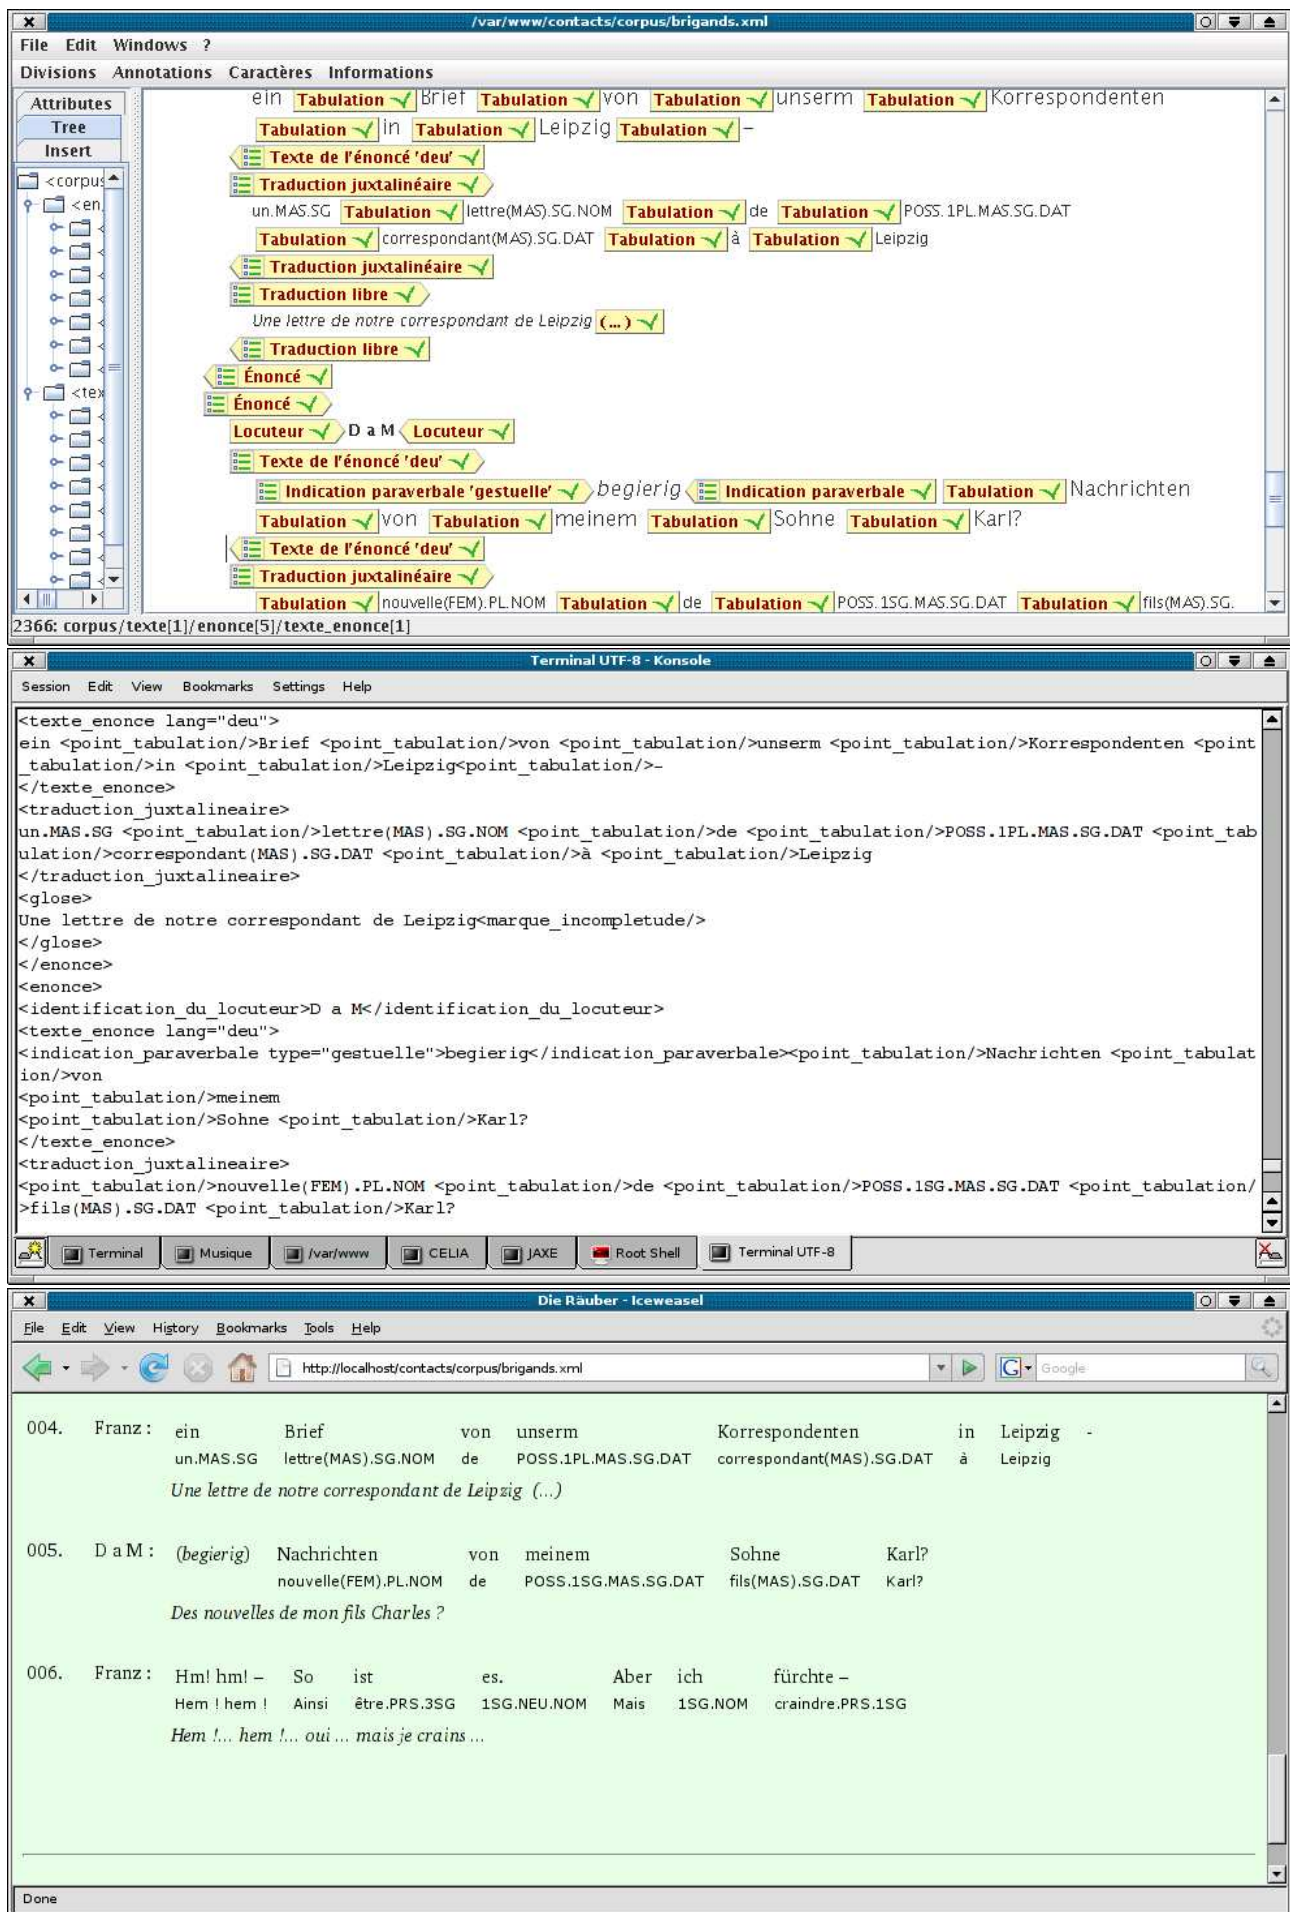 /var/www/contacts/corpus/brigands.xml
File Edit Windows ?
Divisions Annotations Caractères Informations
Attributes
Tree
Insert
<corpus
<en
<tex
ein Tabulation Brief Tabulation von Tabulation unserm Tabulation Korrespondenten
Tabulation in Tabulation Leipzig Tabulation –
Texte de l'énoncé 'deu'
Traduction juxtalinéaire
un.MAS.SG Tabulation lettre(MAS).SG.NOM Tabulation de Tabulation POSS.1PL.MAS.SG.DAT
Tabulation correspondant(MAS).SG.DAT Tabulation à Tabulation Leipzig
Traduction juxtalinéaire
Traduction libre
Une lettre de notre correspondant de Leipzig (...)
Traduction libre
Énoncé
Énoncé
Locuteur D a M Locuteur
Texte de l'énoncé 'deu'
Indication paraverbale 'gestuelle' begierig Indication paraverbale Tabulation Nachrichten
Tabulation von Tabulation meinem Tabulation Sohne Tabulation Karl?
Texte de l'énoncé 'deu'
Traduction juxtalinéaire
Tabulation nouvelle(FEM).PL.NOM Tabulation de Tabulation POSS.1SG.MAS.SG.DAT Tabulation fils(MAS).SG.
2366: corpus/texte[1]/enonce[5]/texte_enonce[1]
Terminal UTF-8 - Konsole
Session Edit View Bookmarks Settings Help
<texte_enonce lang="deu">
ein <point_tabulation/>Brief <point_tabulation/>von <point_tabulation/>unserm <point_tabulation/>Korrespondenten <point
_tabulation/>in <point_tabulation/>Leipzig<point_tabulation/>–
</texte_enonce>
<traduction_juxtalineaire>
un.MAS.SG <point_tabulation/>lettre(MAS).SG.NOM <point_tabulation/>de <point_tabulation/>POSS.1PL.MAS.SG.DAT <point_tab
ulation/>correspondant(MAS).SG.DAT <point_tabulation/>à <point_tabulation/>Leipzig
</traduction_juxtalineaire>
<glose>
Une lettre de notre correspondant de Leipzig<marque_incompletude/>
</glose>
</enonce>
<enonce>
<identification_du_locuteur>D a M</identification_du_locuteur>
<texte_enonce lang="deu">
<indication_paraverbale type="gestuelle">begierig</indication_paraverbale><point_tabulation/>Nachrichten <point_tabulat
ion/>von
<point_tabulation/>meinem
<point_tabulation/>Sohne <point_tabulation/>Karl?
</texte_enonce>
<traduction_juxtalineaire>
<point_tabulation/>nouvelle(FEM).PL.NOM <point_tabulation/>de <point_tabulation/>POSS.1SG.MAS.SG.DAT <point_tabulation/
>fils(MAS).SG.DAT <point_tabulation/>Karl?
Terminal Musique /var/www CELIA JAXE Root Shell Terminal UTF-8
Die Räuber - Iceweasel
File Edit View History Bookmarks Tools Help
http://localhost/contacts/corpus/brigands.xml G Google
004. Franz : ein Brief von unserm Korrespondenten in Leipzig -
un.MAS.SG lettre(MAS).SG.NOM de POSS.1PL.MAS.SG.DAT correspondant(MAS).SG.DAT à Leipzig
Une lettre de notre correspondant de Leipzig (...)
005. D a M : (begierig) Nachrichten von meinem Sohne Karl?
nouvelle(FEM).PL.NOM de POSS.1SG.MAS.SG.DAT fils(MAS).SG.DAT Karl?
Des nouvelles de mon fils Charles ?
006. Franz : Hm! hm! – So ist es. Aber ich fürchte –
Hem ! hem ! Ainsi être.PRS.3SG 1SG.NEU.NOM Mais 1SG.NOM craindre.PRS.1SG
Hem !... hem !... oui ... mais je crains ...
Done